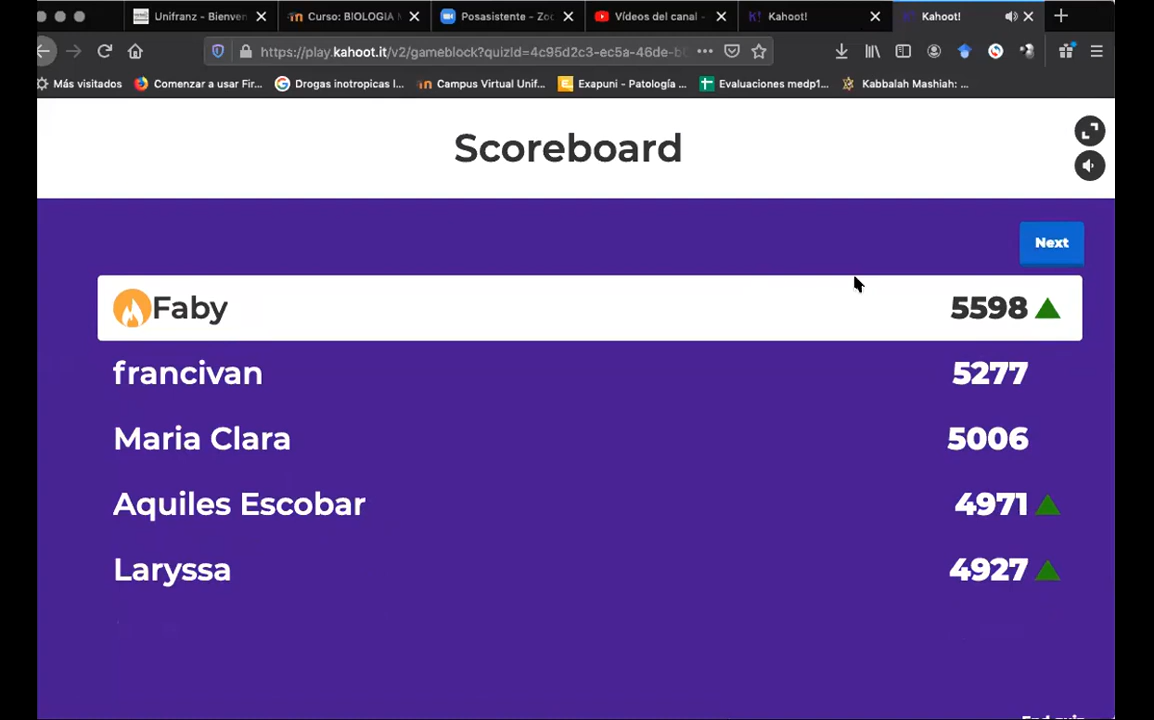 Unifranz - Bienven
Curso: BIOLOGIA M
Posasistente - Zoo
Vídeos del canal -
Kahoot!
Kahoot!
https://play.kahoot.it/v2/gameblock?quizId=4c95d2c3-ec5a-46de-b
Más visitados
Comenzar a usar Fir...
Drogas inotropicas l...
Campus Virtual Unif...
Exapuni - Patología ...
Evaluaciones medp1...
Kabbalah Mashiah: ...
Scoreboard
Next
Faby 5598
francivan 5277
Maria Clara 5006
Aquiles Escobar 4971
Laryssa 4927